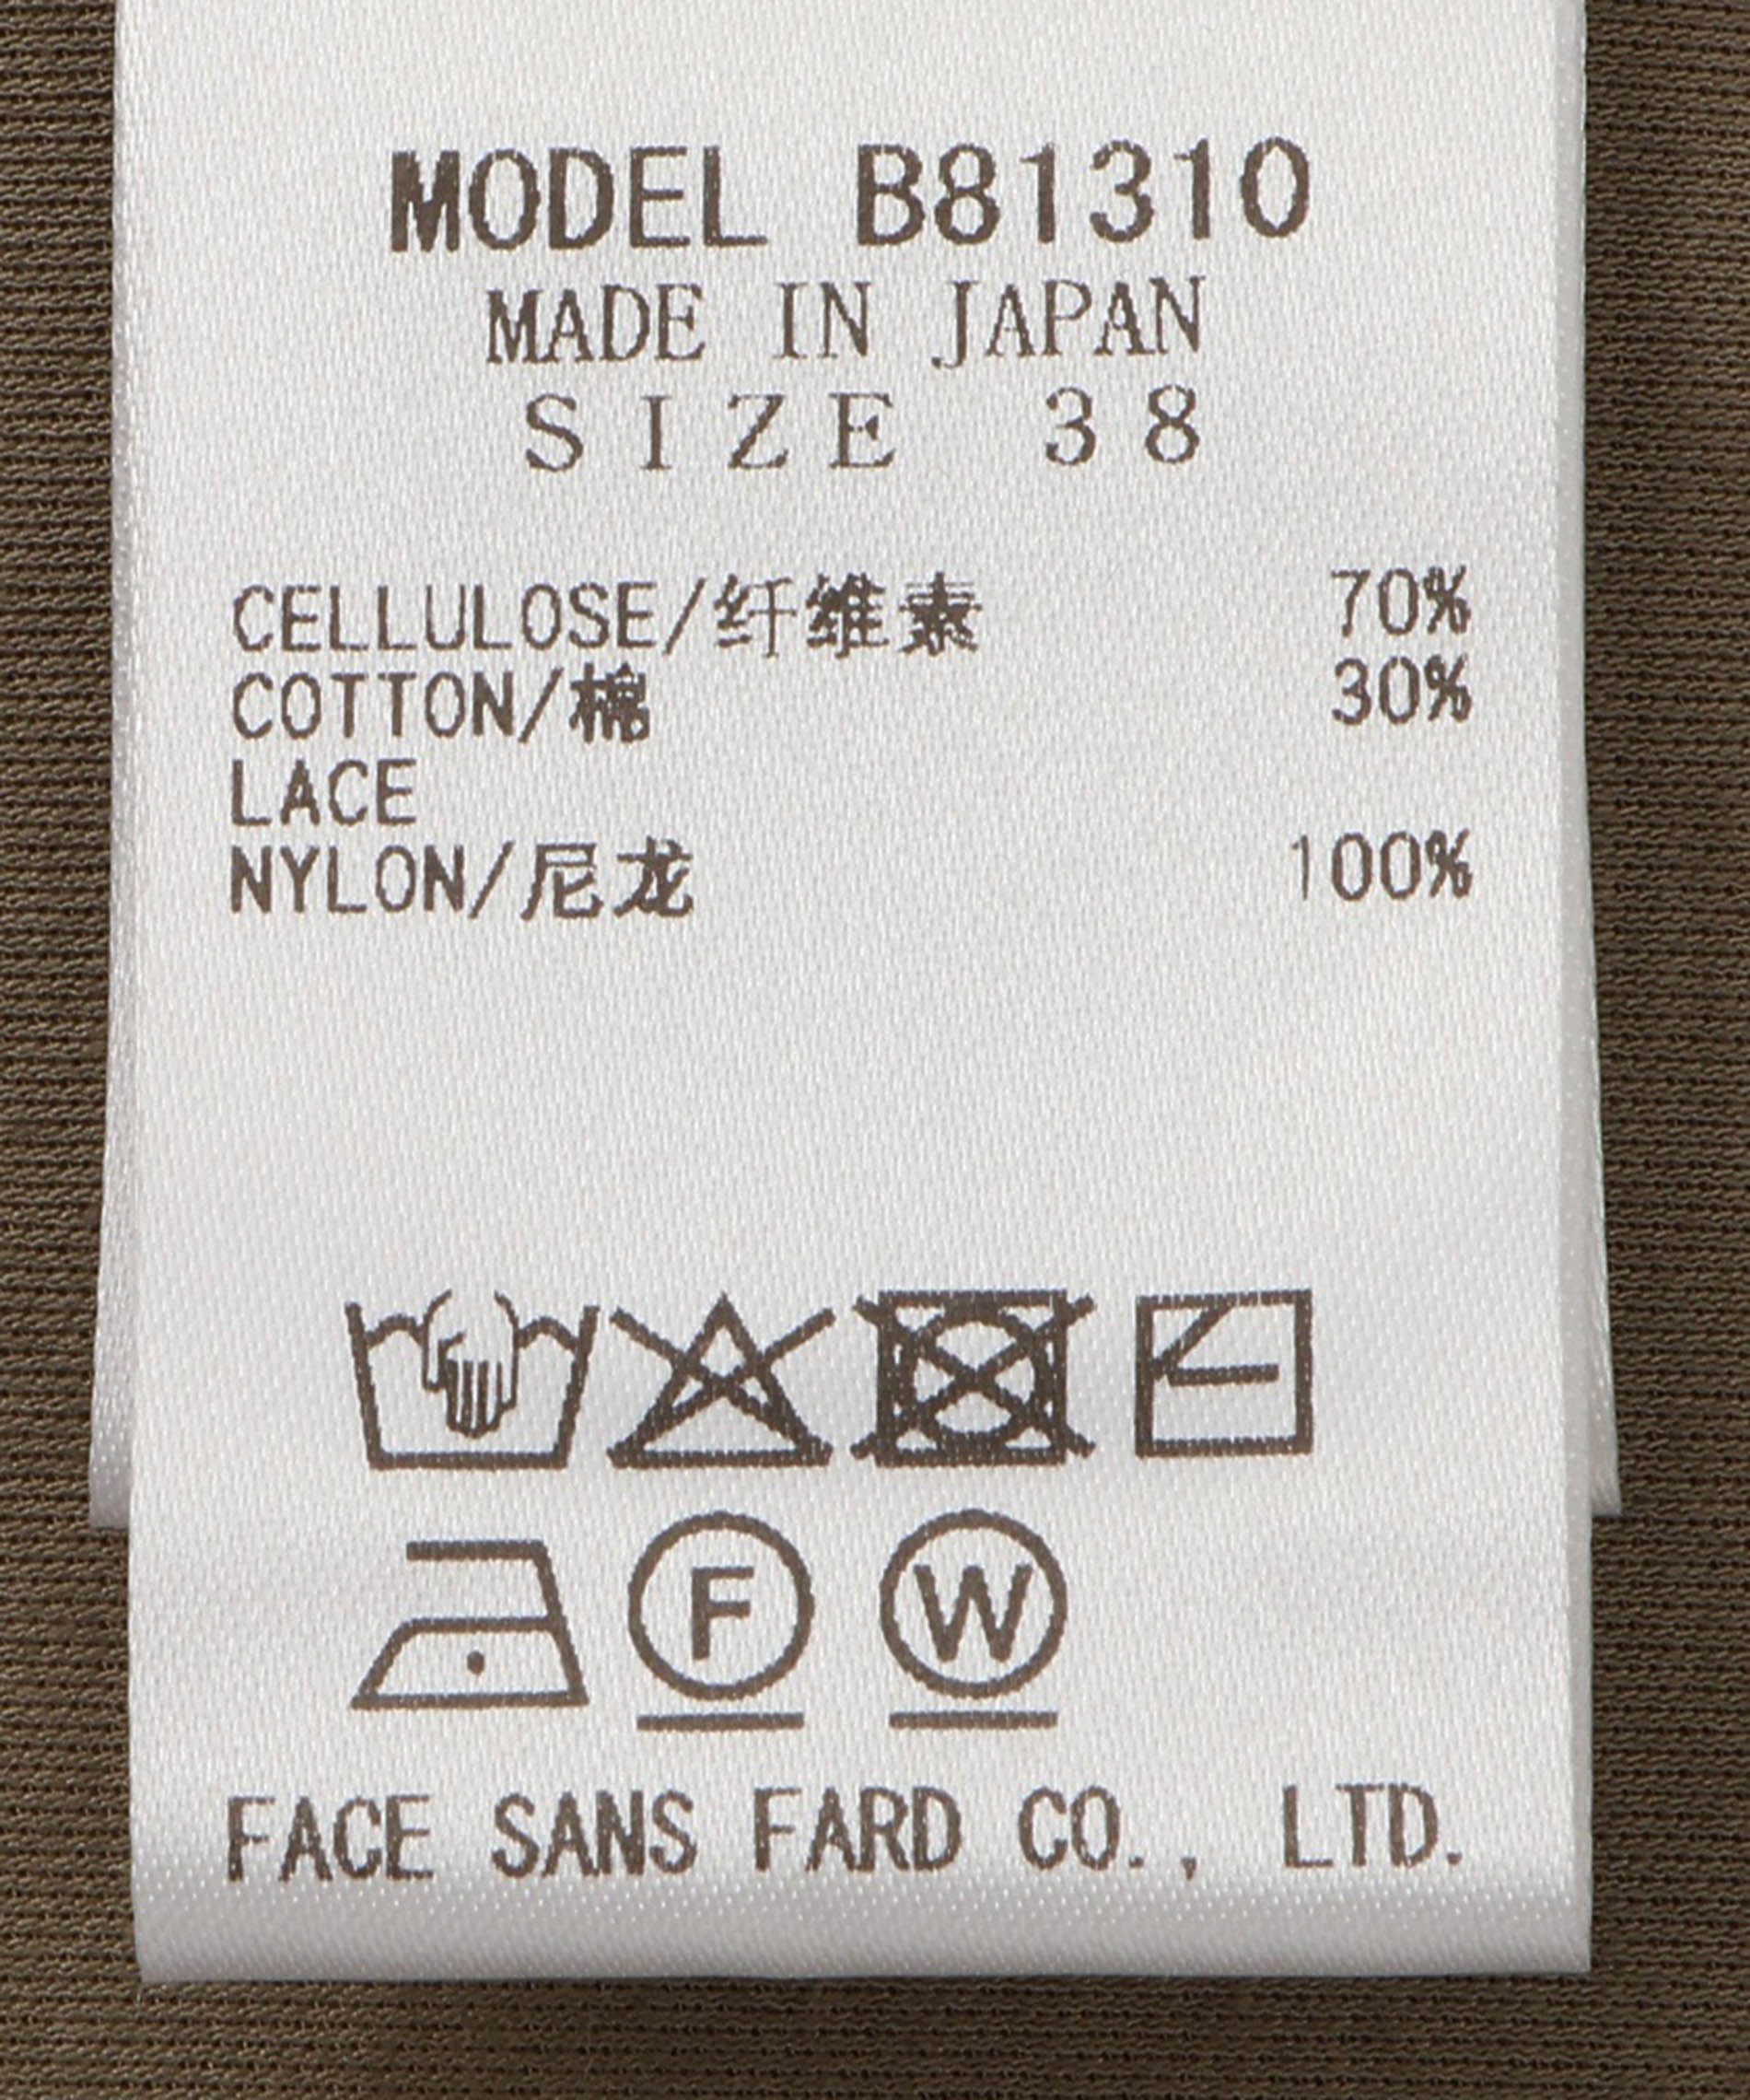 MODEL B81310
MADE IN JAPAN
SIZE 38
CELLULOSE/纤维素 70%
COTTON/棉 30%
LACE
NYLON/尼龙 100%
F W
FACE SANS FARD CO., LTD.